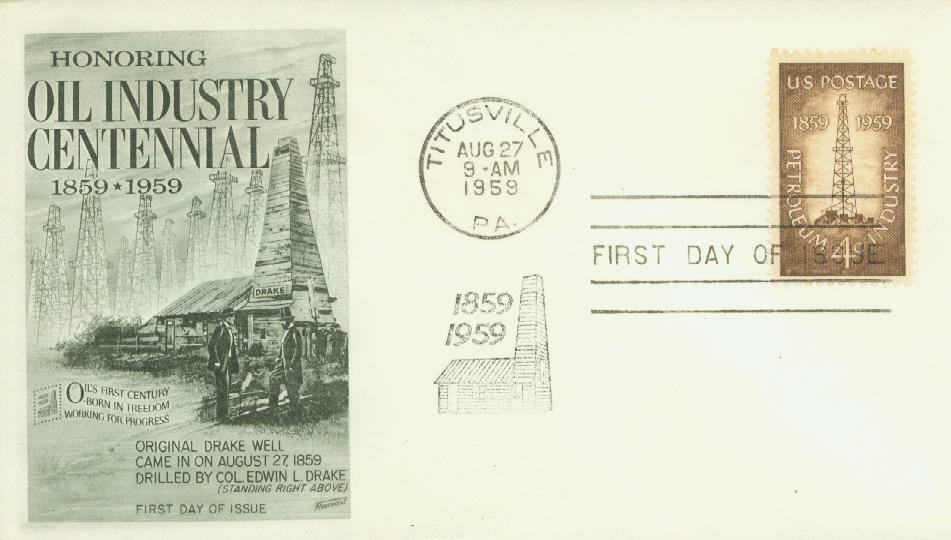 HONORING
OIL INDUSTRY
CENTENNIAL
1859★1959
DRAKE
OIL'S FIRST CENTURY
-BORN IN FREEDOM
WORKING FOR PROGRESS
ORIGINAL DRAKE WELL
CAME IN ON AUGUST 27, 1859
DRILLED BY COL. EDWIN L. DRAKE
(STANDING RIGHT ABOVE)
FIRST DAY OF ISSUE
Fleetwood
TITUSVILLE
AUG 27
9-AM
1959
PA.
1859
1959
U.S. POSTAGE
1859 1959
PETROLEUM INDUSTRY
4¢
FIRST DAY OF ISSUE